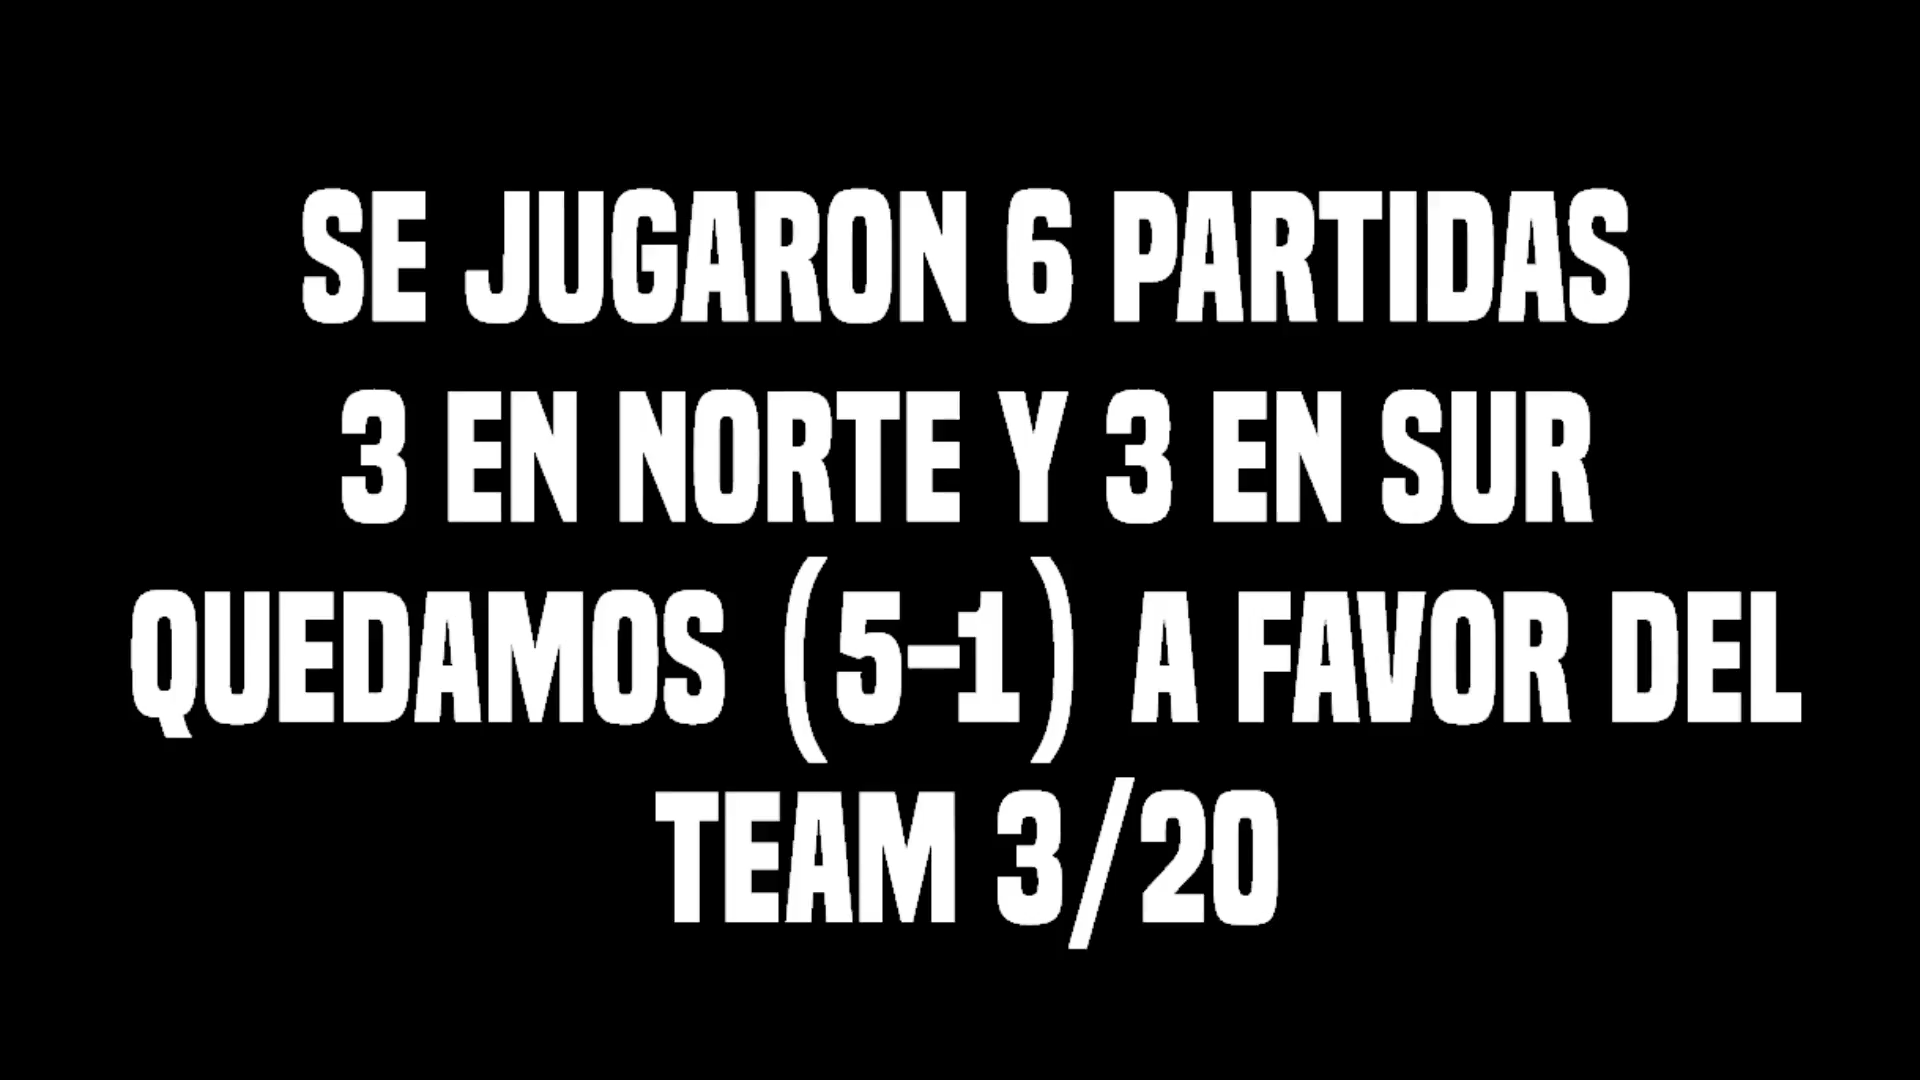 SE JUGARON 6 PARTIDAS
3 EN NORTE Y 3 EN SUR
QUEDAMOS (5-1) A FAVOR DEL
TEAM 3/20